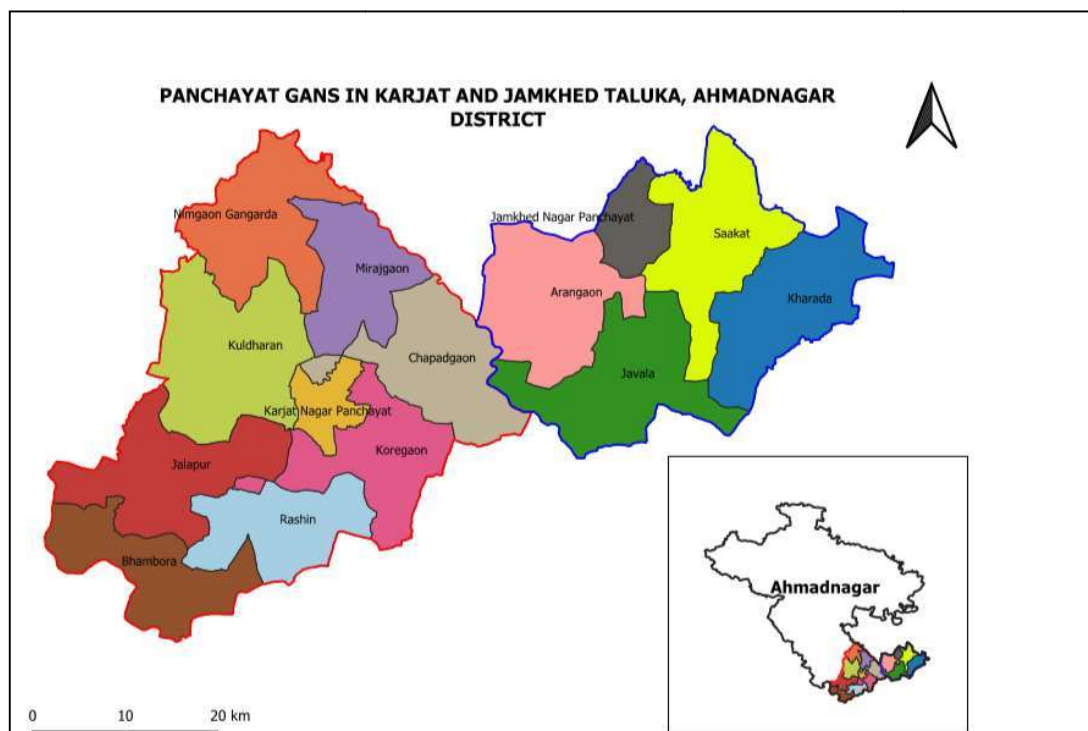 PANCHAYAT GANS IN KARJAT AND JAMKHED TALUKA, AHMADNAGAR
DISTRICT
Nimgaon Gangarda
Jamkhed Nagar Panchayat
Saakat
Mirajgaon
Arangaon
Kharada
Kuldharan
Chapadgaon
Javala
Karjat Nagar Panchayat
Koregaon
Jalapur
Rashin
Bhambora
Ahmadnagar
0 10 20 km